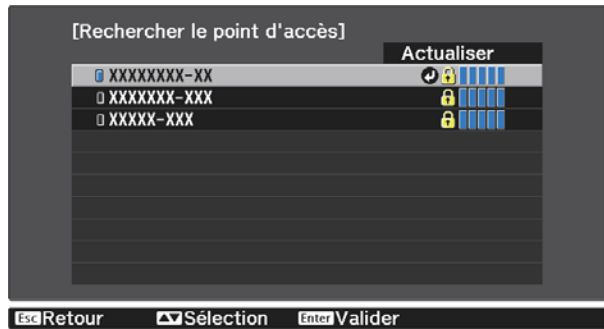 [Rechercher le point d'accès]
Actualiser
XXXXXXXX-XX
XXXXXXX-XXX
XXXXX-XXX
Esc Retour Sélection Enter Valider